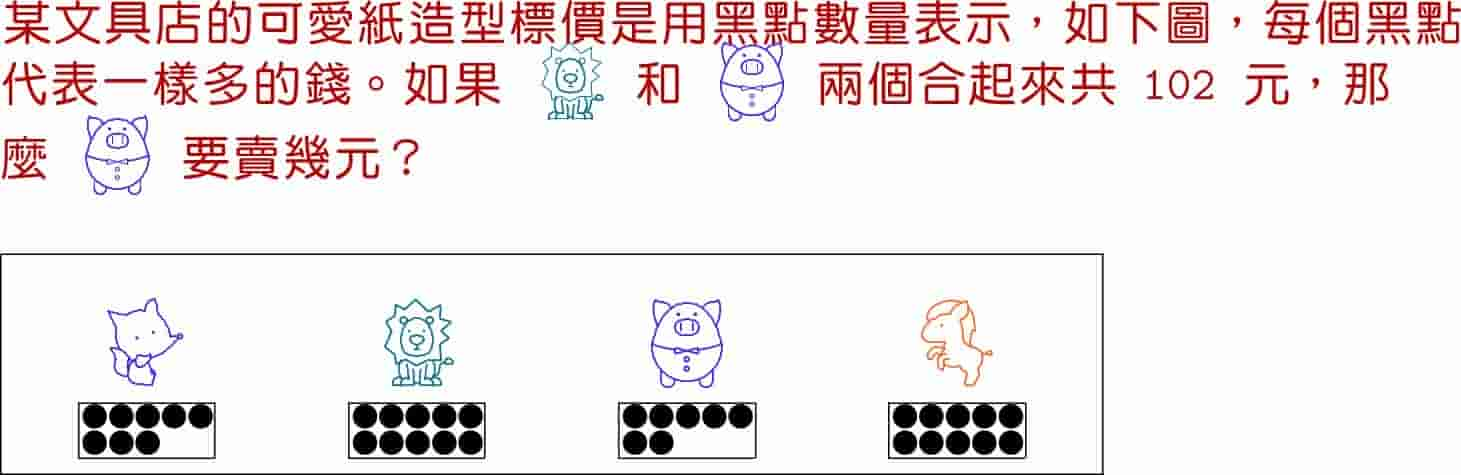 某文具店的可愛紙造型標價是用黑點數量表示，如下圖，每個黑點
代表一樣多的錢。如果 和 兩個合起來共 102 元，那
麼 要賣幾元？